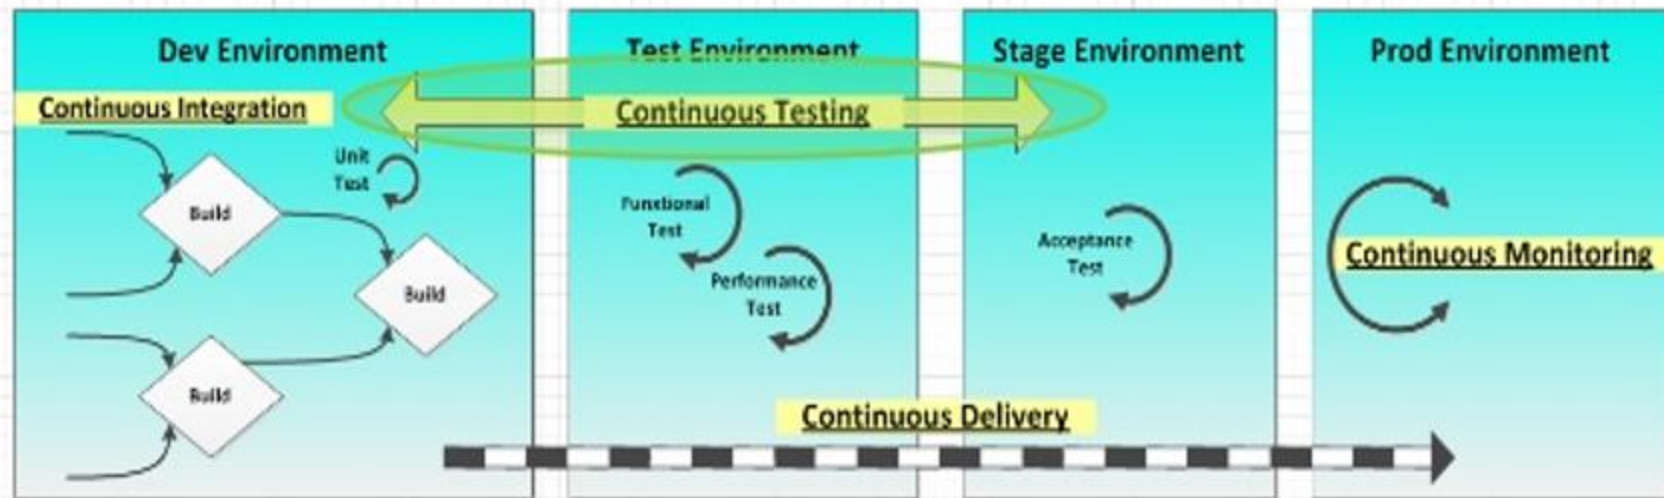 Dev Environment
Continuous Integration
Build
Unit
Test
Build
Build
Test Environment
Continuous Testing
Functional
Test
Performance
Test
Stage Environment
Acceptance
Test
Continuous Delivery
Prod Environment
Continuous Monitoring